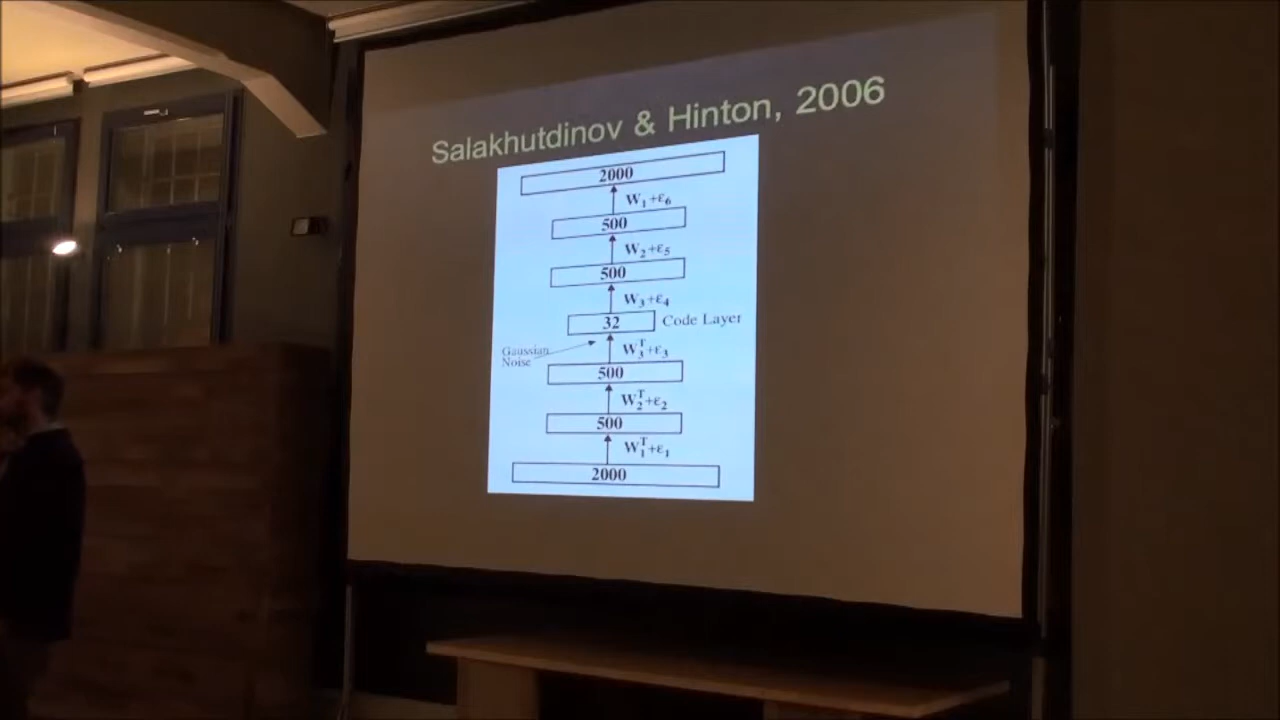 Salakhutdinov & Hinton, 2006
2000
W₁+ε₆
500
W₂+ε₅
500
W₃+ε₄
32
Code Layer
Gaussian
Noise
W₃ᵀ+ε₃
500
W₂ᵀ+ε₂
500
W₁ᵀ+ε₁
2000